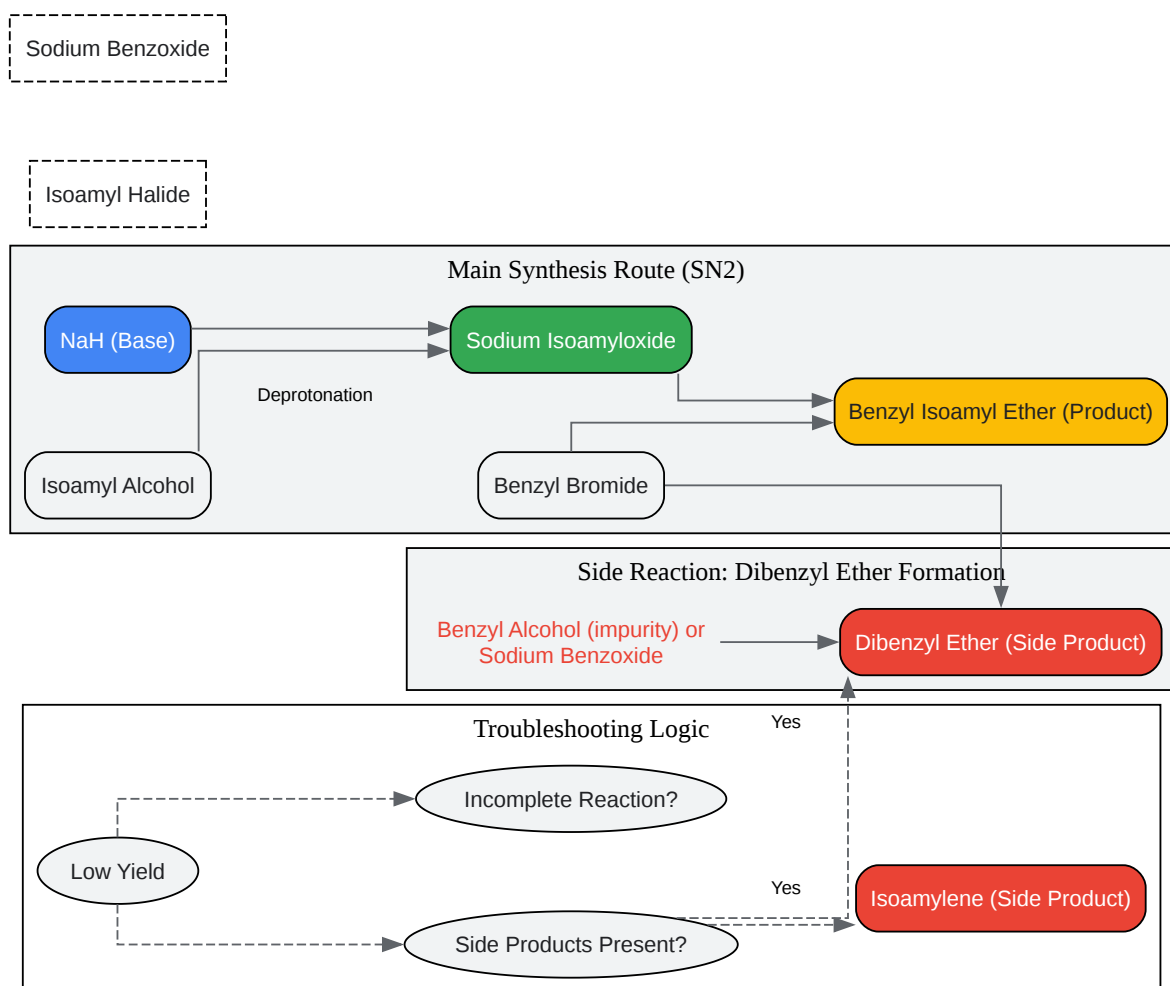 Sodium Benzoxide
Isoamyl Halide
Main Synthesis Route (SN2)
NaH (Base)
Sodium Isoamyloxide
Deprotonation
Benzyl Isoamyl Ether (Product)
Isoamyl Alcohol
Benzyl Bromide
Side Reaction: Dibenzyl Ether Formation
Benzyl Alcohol (impurity) or
Sodium Benzoxide
Dibenzyl Ether (Side Product)
Troubleshooting Logic
Yes
Incomplete Reaction?
Low Yield
Yes
Isoamylene (Side Product)
Side Products Present?